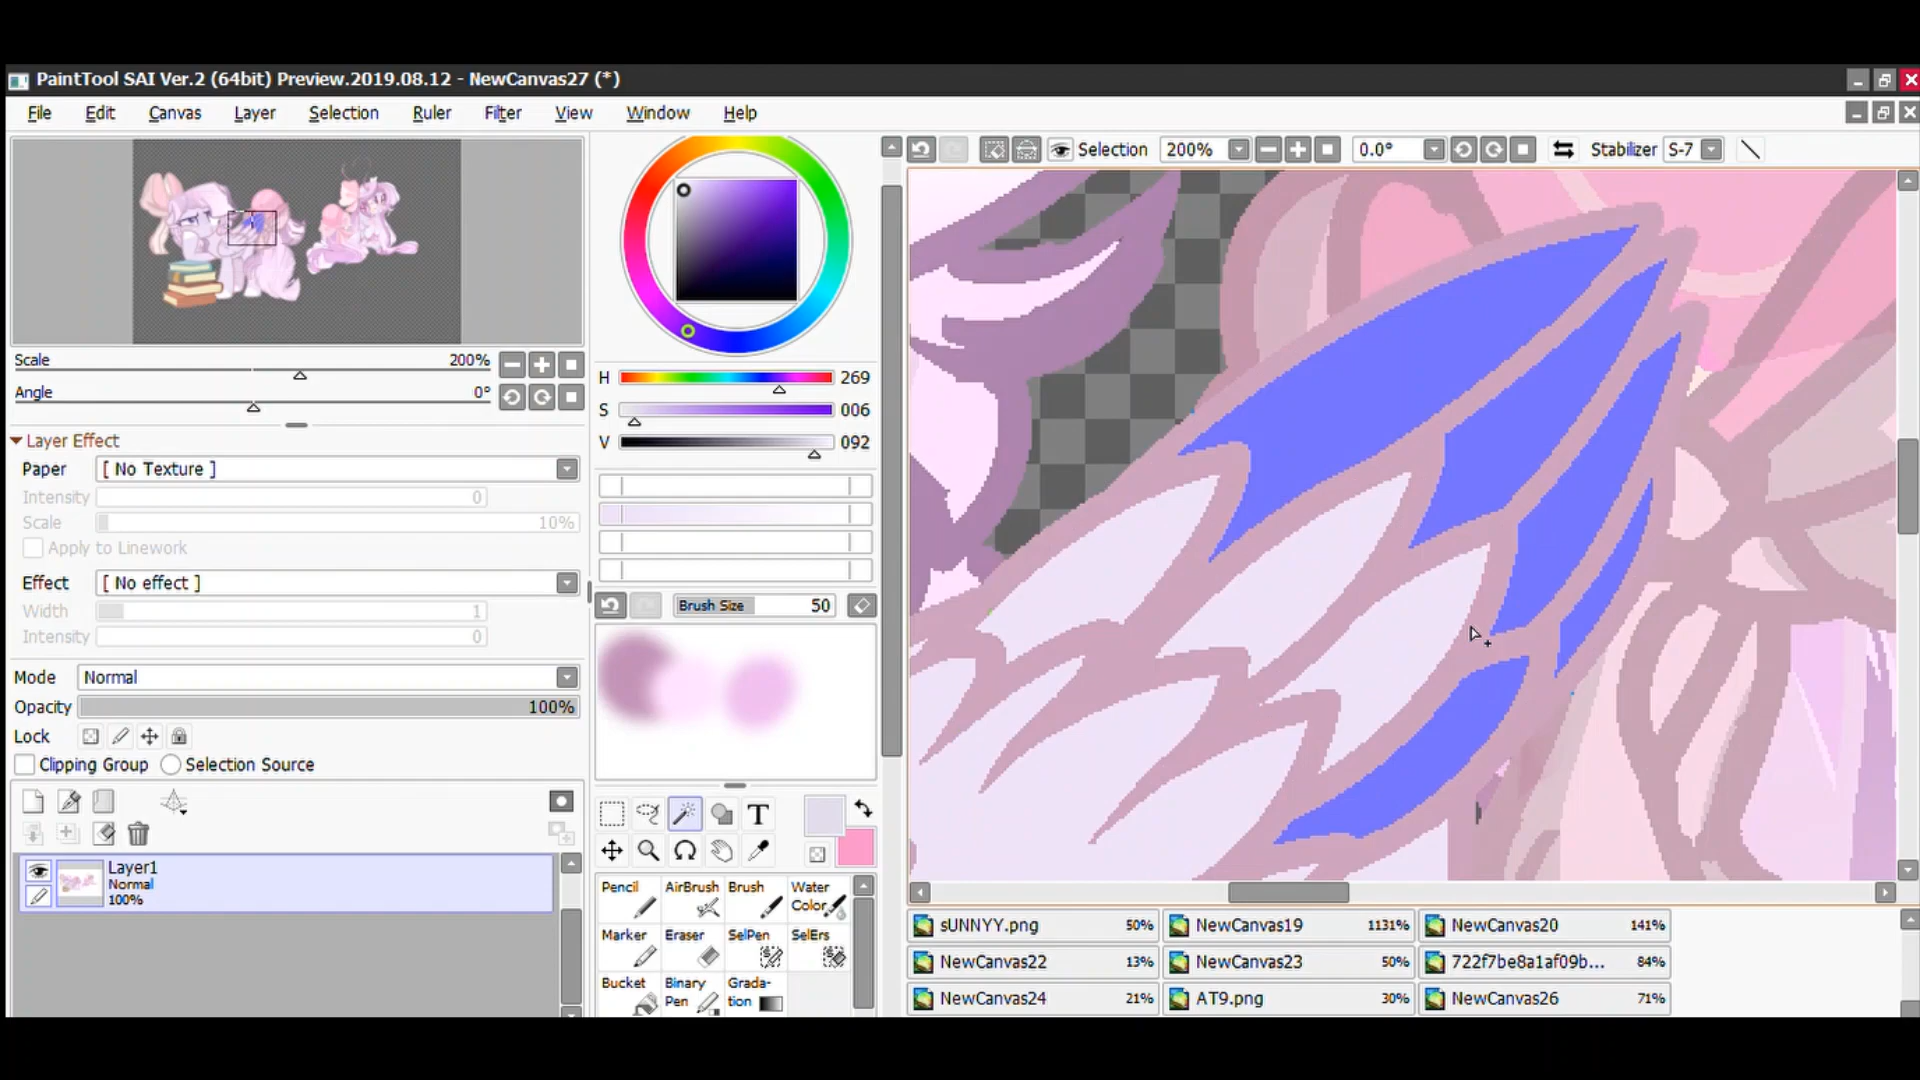 PaintTool SAI Ver.2 (64bit) Preview.2019.08.12 - NewCanvas27 (*)
File Edit Canvas Layer Selection Ruler Filter View Window Help
Selection 200% 0.0° Stabilizer S-7
Scale 200%
Angle 0°
Layer Effect
Paper [ No Texture ]
Intensity 0
Scale 10%
Apply to Linework
Effect [ No effect ]
Width 1
Intensity 0
Mode Normal
Opacity 100%
Lock
Clipping Group Selection Source
Layer1
Normal
100%
H 269
S 006
V 092
Brush Size 50
T
Pencil AirBrush Brush Water
Color
Marker Eraser SelPen SelErs
Bucket Binary Grada-
Pen tion
sUNNYY.png 50% NewCanvas19 1131% NewCanvas20 141%
NewCanvas22 13% NewCanvas23 50% 722f7be8a1af09b... 84%
NewCanvas24 21% AT9.png 30% NewCanvas26 71%